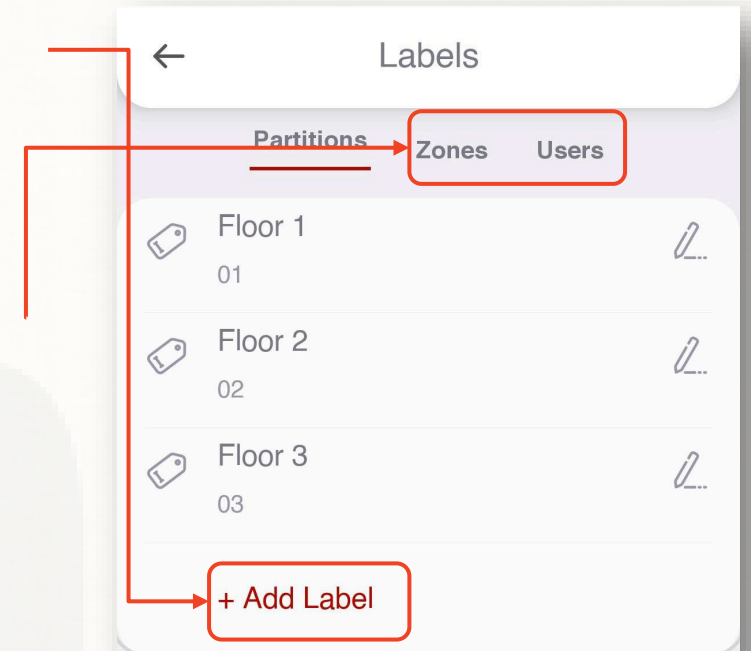 Labels
Partitions Zones Users
Floor 1
01
Floor 2
02
Floor 3
03
+ Add Label